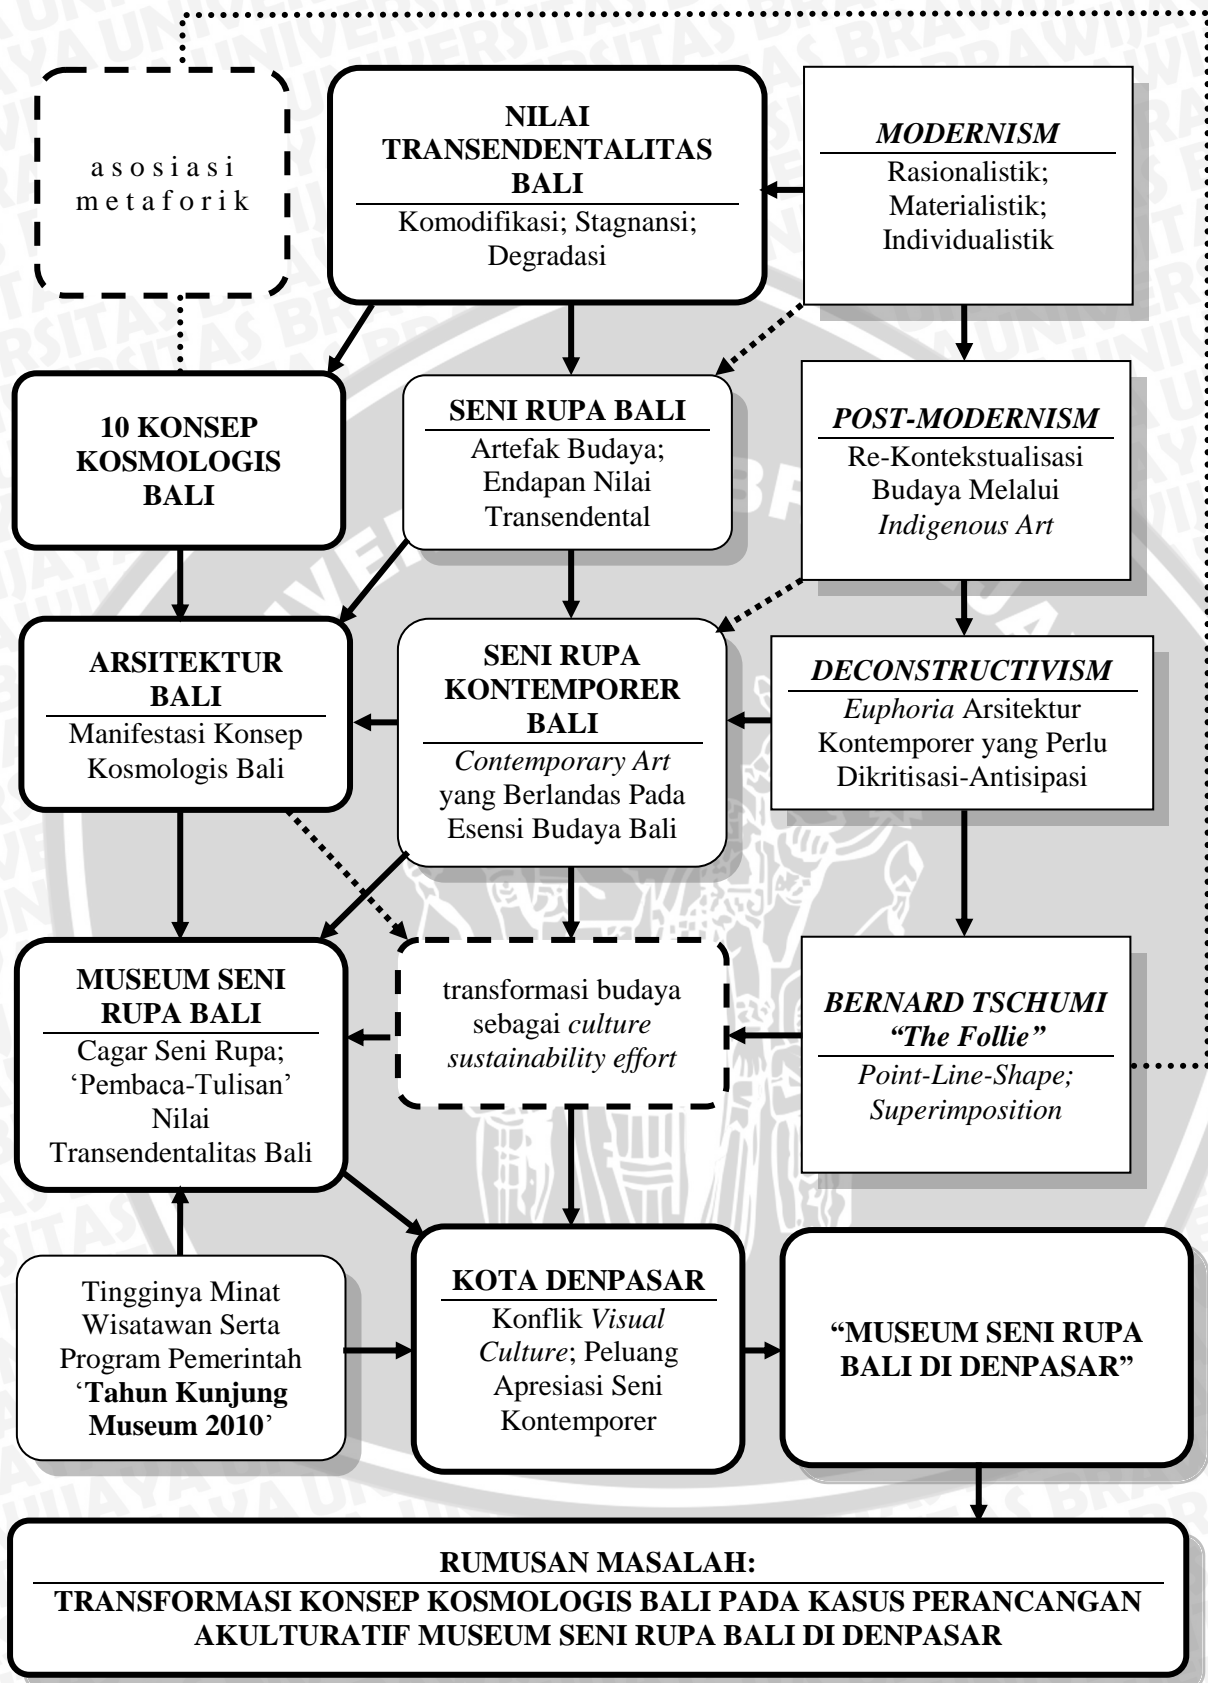 a s o s i a s i
m e t a f o r i k
NILAI
TRANSENDENTALITAS
BALI
Komodifikasi; Stagnansi;
Degradasi
MODERNISM
Rasionalistik;
Materialistik;
Individualistik
10 KONSEP
KOSMOLOGIS
BALI
SENI RUPA BALI
Artefak Budaya;
Endapan Nilai
Transendental
POST-MODERNISM
Re-Kontekstualisasi
Budaya Melalui
Indigenous Art
ARSITEKTUR
BALI
Manifestasi Konsep
Kosmologis Bali
SENI RUPA
KONTEMPORER
BALI
Contemporary Art
yang Berlandas Pada
Esensi Budaya Bali
DECONSTRUCTIVISM
Euphoria Arsitektur
Kontemporer yang Perlu
Dikritisasi-Antisipasi
MUSEUM SENI
RUPA BALI
Cagar Seni Rupa;
‘Pembaca-Tulisan’
Nilai
Transendentalitas Bali
transformasi budaya
sebagai culture
sustainability effort
BERNARD TSCHUMI
“The Follie”
Point-Line-Shape;
Superimposition
Tingginya Minat
Wisatawan Serta
Program Pemerintah
‘Tahun Kunjung
Museum 2010’
KOTA DENPASAR
Konflik Visual
Culture; Peluang
Apresiasi Seni
Kontemporer
“MUSEUM SENI RUPA
BALI DI DENPASAR”
RUMUSAN MASALAH:
TRANSFORMASI KONSEP KOSMOLOGIS BALI PADA KASUS PERANCANGAN
AKULTURATIF MUSEUM SENI RUPA BALI DI DENPASAR